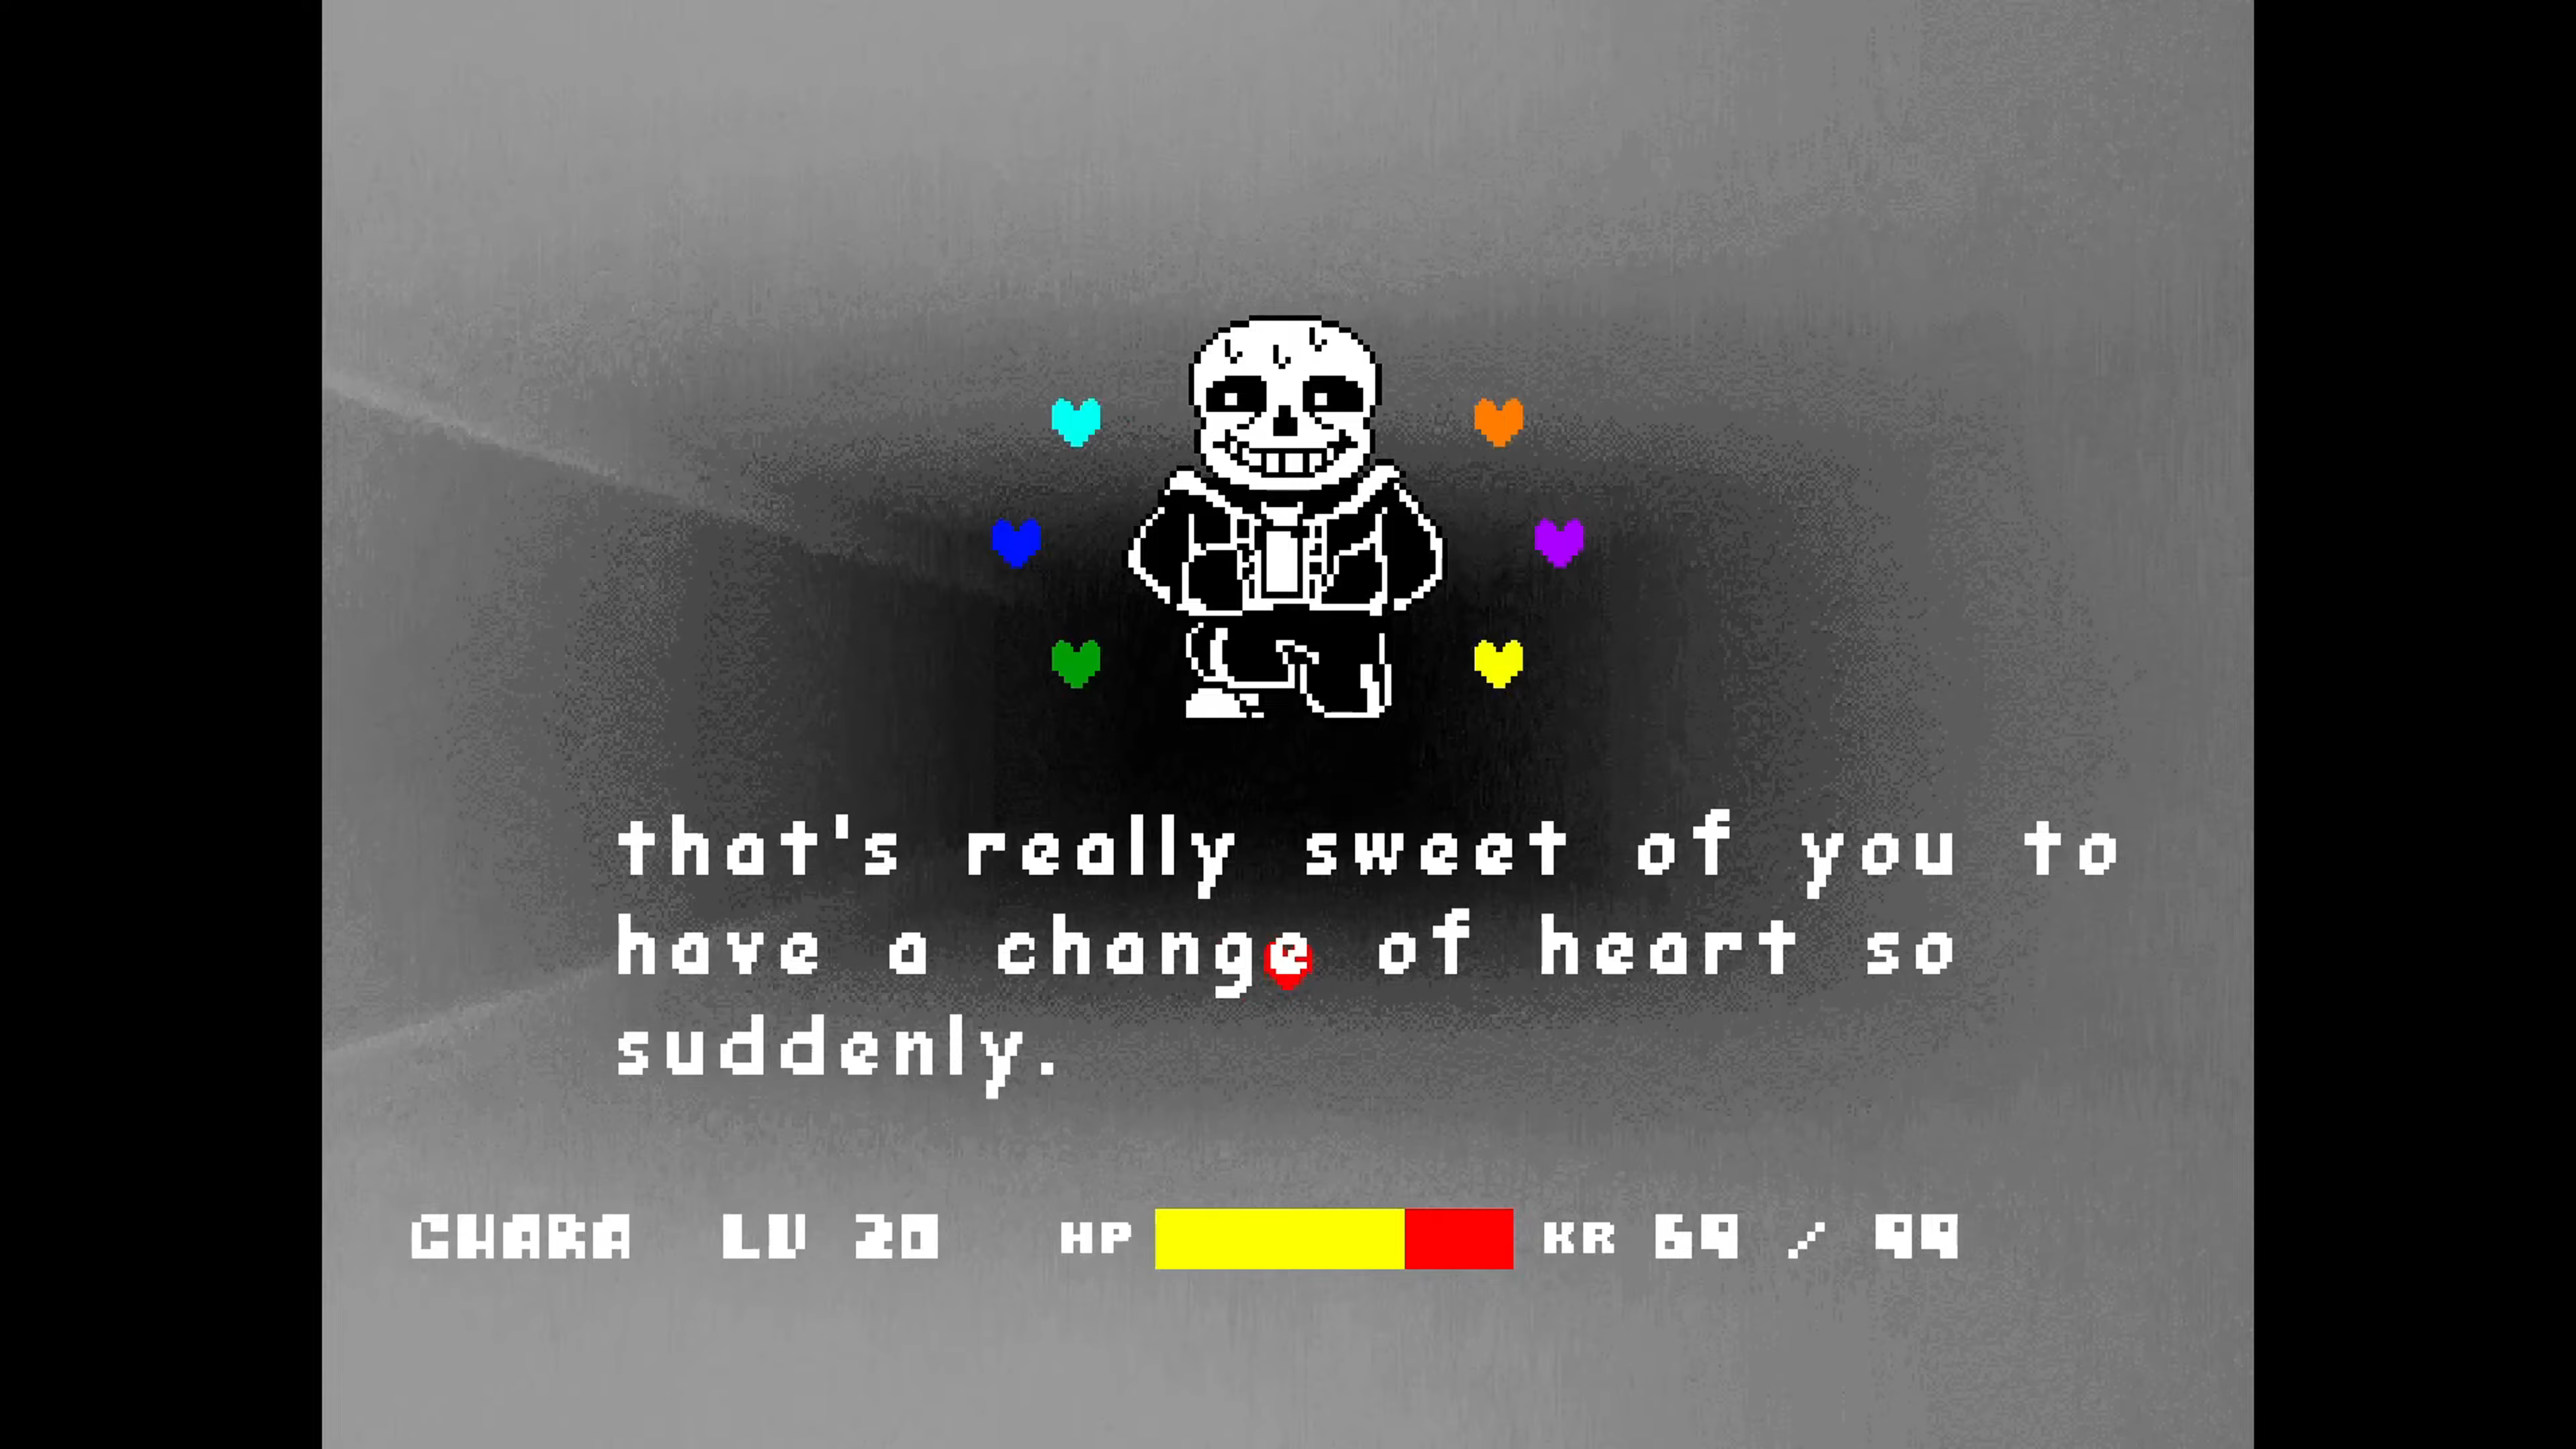 that's really sweet of you to
have a change of heart so
suddenly.
CHARA LV 20 HP KR 69 / 99